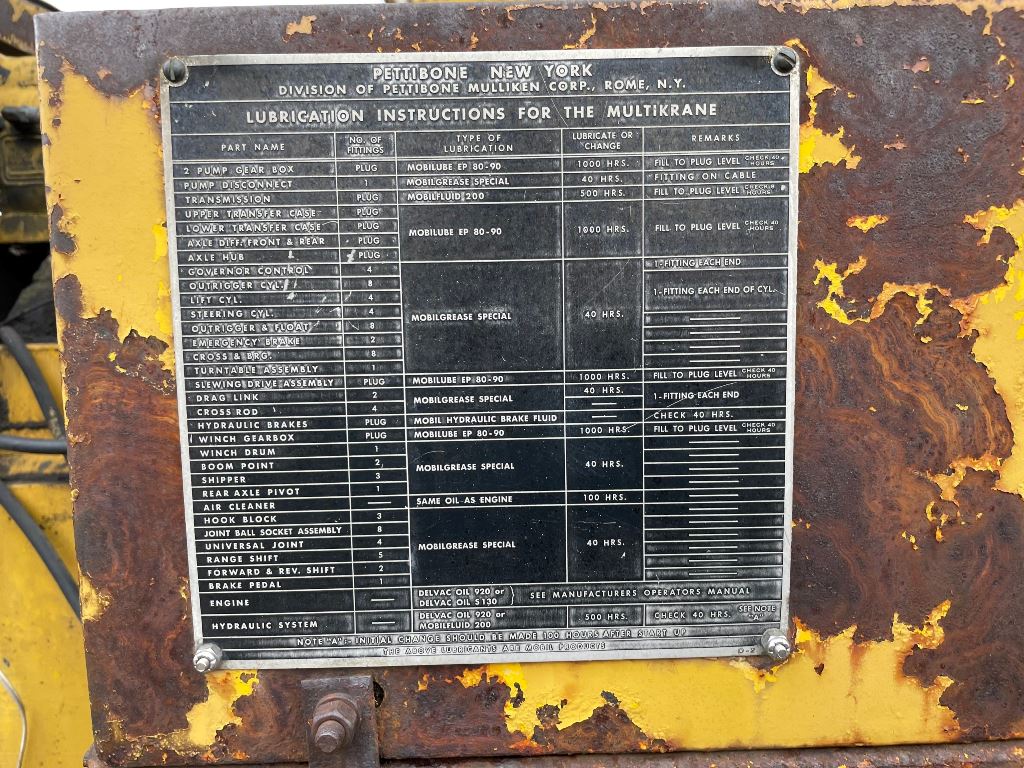 PETTIBONE NEW YORK
DIVISION OF PETTIBONE MULLIKEN CORP., ROME, N.Y.
LUBRICATION INSTRUCTIONS FOR THE MULTIKRANE
PART NAME NO. OF FITTINGS TYPE OF LUBRICATION LUBRICATE OR CHANGE REMARKS
2 PUMP GEAR BOX PLUG MOBILUBE EP 80-90 1000 HRS. FILL TO PLUG LEVEL CHECK 40 HOURS
PUMP DISCONNECT 1 MOBILGREASE SPECIAL 40 HRS. FITTING ON CABLE
TRANSMISSION PLUG MOBILFLUID 200 500 HRS. FILL TO PLUG LEVEL CHECK 8 HOURS
UPPER TRANSFER CASE PLUG
LOWER TRANSFER CASE PLUG MOBILUBE EP 80-90 1000 HRS. FILL TO PLUG LEVEL CHECK 40 HOURS
AXLE DIFF. FRONT & REAR PLUG
AXLE HUB PLUG
GOVERNOR CONTROL 4 1-FITTING EACH END
OUTRIGGER CYL. 8 1-FITTING EACH END OF CYL.
LIFT CYL. 4
STEERING CYL. 4 MOBILGREASE SPECIAL 40 HRS.
OUTRIGGER & FLOAT 8
EMERGENCY BRAKE 2
CROSS & BRG. 8
TURNTABLE ASSEMBLY 1
SLEWING DRIVE ASSEMBLY PLUG MOBILUBE EP 80-90 1000 HRS. FILL TO PLUG LEVEL CHECK 40 HOURS
DRAG LINK 2 MOBILGREASE SPECIAL 40 HRS. 1-FITTING EACH END
CROSS ROD 4
HYDRAULIC BRAKES PLUG MOBIL HYDRAULIC BRAKE FLUID — CHECK 40 HRS.
WINCH GEARBOX PLUG MOBILUBE EP 80-90 1000 HRS. FILL TO PLUG LEVEL CHECK 40 HOURS
WINCH DRUM 1
BOOM POINT 2 MOBILGREASE SPECIAL 40 HRS.
SHIPPER 3
REAR AXLE PIVOT 1
AIR CLEANER — SAME OIL AS ENGINE 100 HRS.
HOOK BLOCK 3
JOINT BALL SOCKET ASSEMBLY 8
UNIVERSAL JOINT 4 MOBILGREASE SPECIAL 40 HRS.
RANGE SHIFT 5
FORWARD & REV. SHIFT 2
BRAKE PEDAL 1
ENGINE — DELVAC OIL 920 or DELVAC OIL 5130 ) SEE MANUFACTURERS OPERATORS MANUAL
HYDRAULIC SYSTEM — DELVAC OIL 920 or MOBILFLUID 200 500 HRS. CHECK 40 HRS. SEE NOTE "A"
NOTE "A": INITIAL CHANGE SHOULD BE MADE 100 HOURS AFTER START UP
THE ABOVE LUBRICANTS ARE MOBIL PRODUCTS